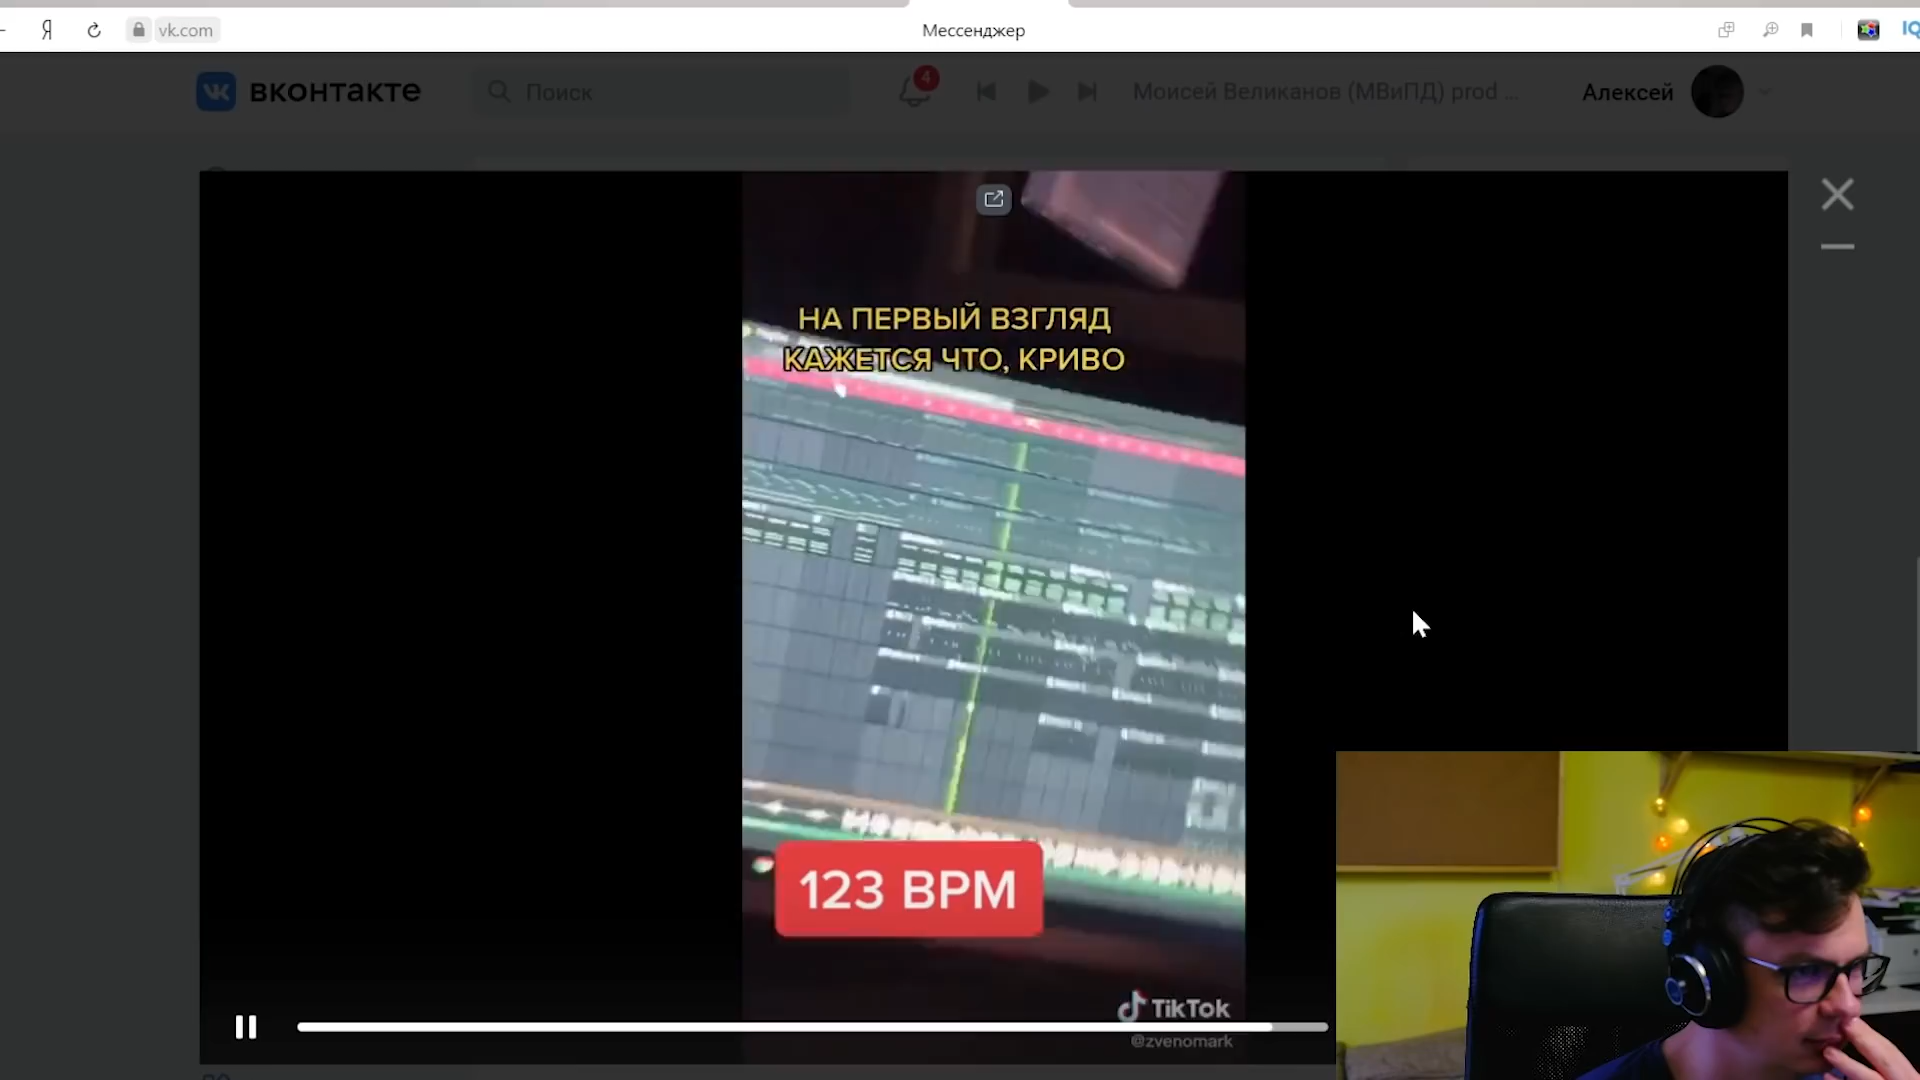 Я
vk.com
Мессенджер
IQ
вконтакте
Поиск
4
Моисей Великанов (МВиПД) prod ...
Алексей
НА ПЕРВЫЙ ВЗГЛЯД
КАЖЕТСЯ ЧТО, КРИВО
123 BPM
TikTok
@zvenomark